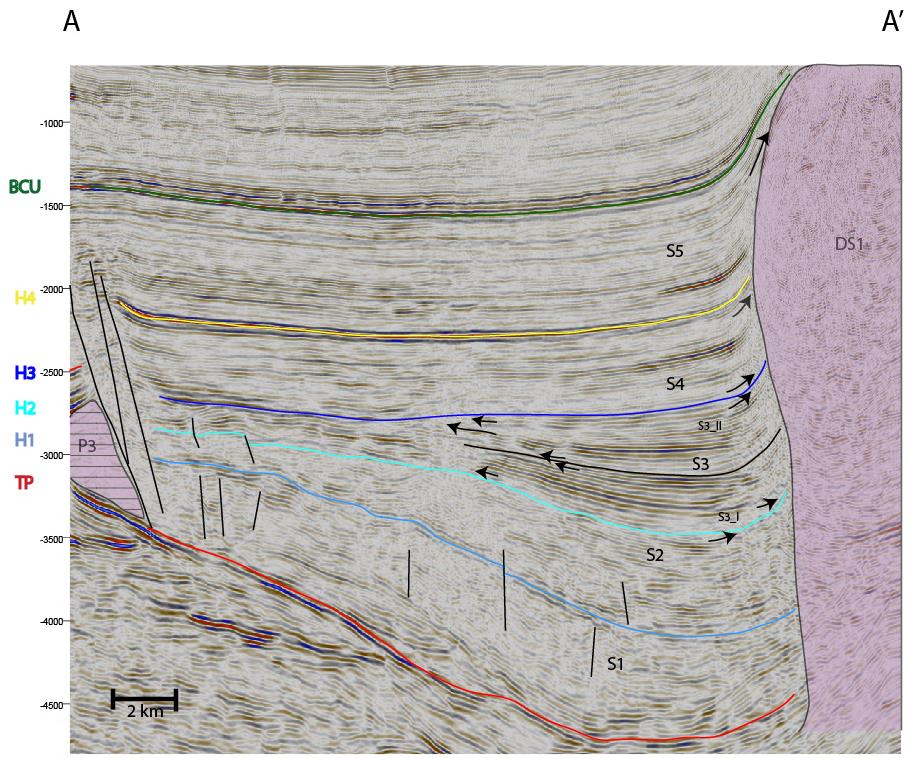 A A′
-1000
BCU
-1500
S5
DS1
-2000
H4
-2500
H3
S4
H2
S3_II
H1
P3
-3000
S3
TP
S3_I
-3500
S2
-4000
S1
-4500
2 km